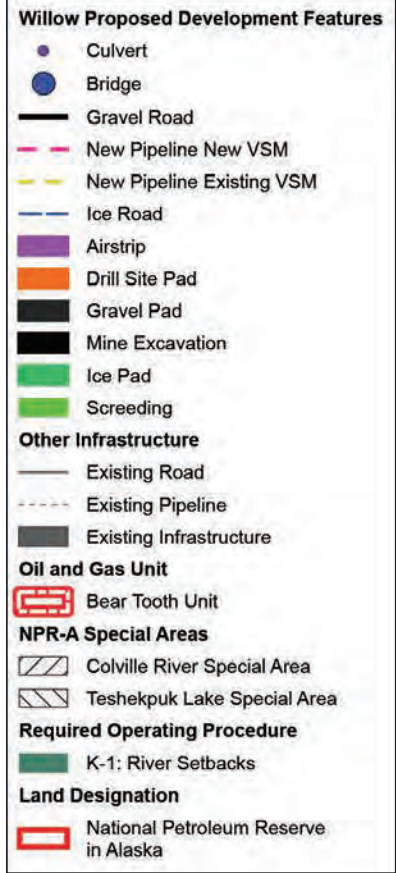 Willow Proposed Development Features
Culvert
Bridge
Gravel Road
New Pipeline New VSM
New Pipeline Existing VSM
Ice Road
Airstrip
Drill Site Pad
Gravel Pad
Mine Excavation
Ice Pad
Screeding
Other Infrastructure
Existing Road
Existing Pipeline
Existing Infrastructure
Oil and Gas Unit
Bear Tooth Unit
NPR-A Special Areas
Colville River Special Area
Teshekpuk Lake Special Area
Required Operating Procedure
K-1: River Setbacks
Land Designation
National Petroleum Reserve
in Alaska